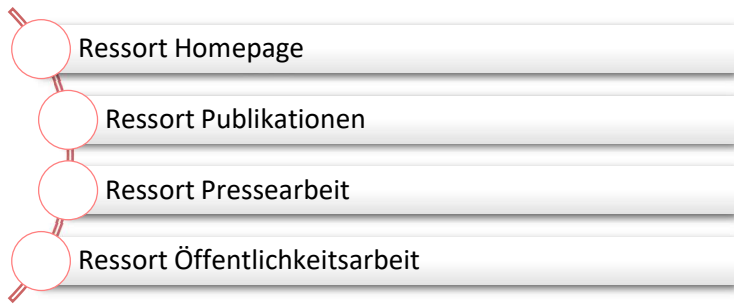 Ressort Homepage
Ressort Publikationen
Ressort Pressearbeit
Ressort Öffentlichkeitsarbeit